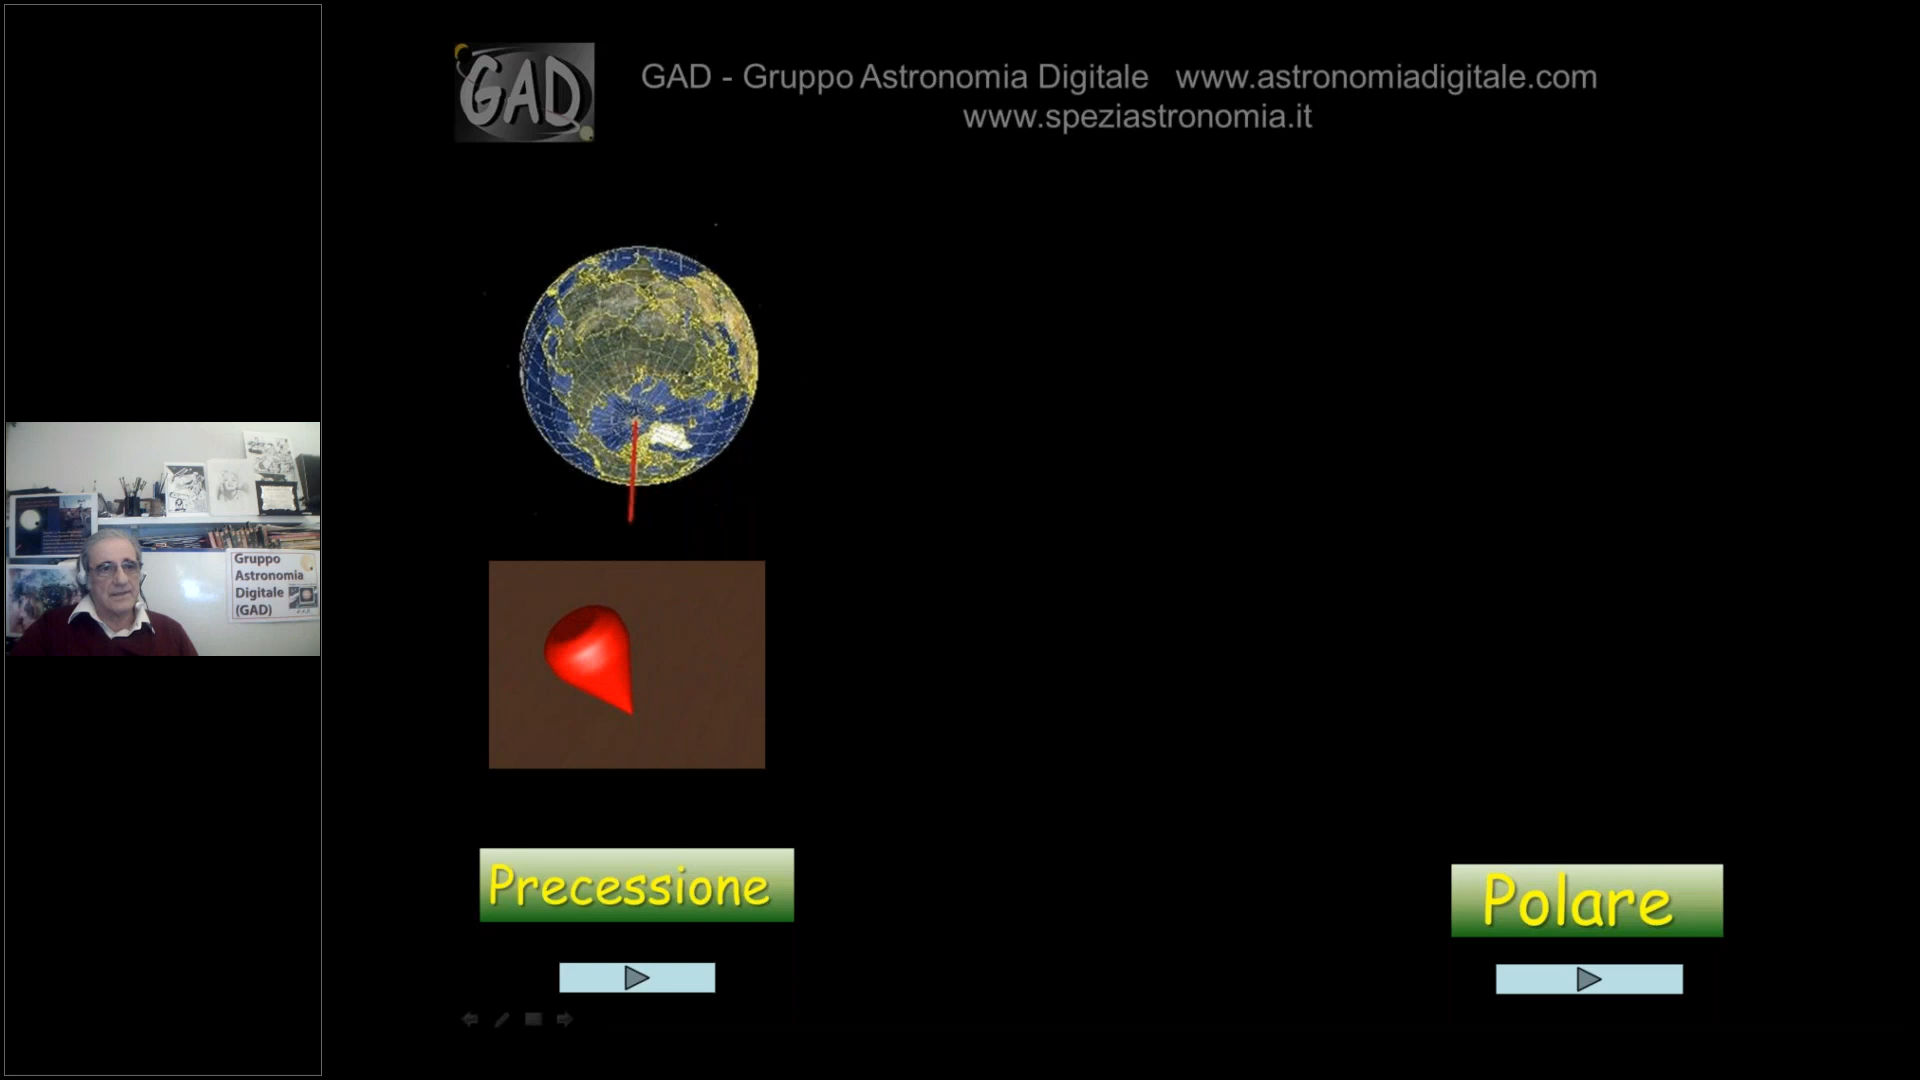 GAD
GAD - Gruppo Astronomia Digitale www.astronomiadigitale.com
www.speziastronomia.it
Gruppo
Astronomia
Digitale
(GAD)
Precessione
Polare